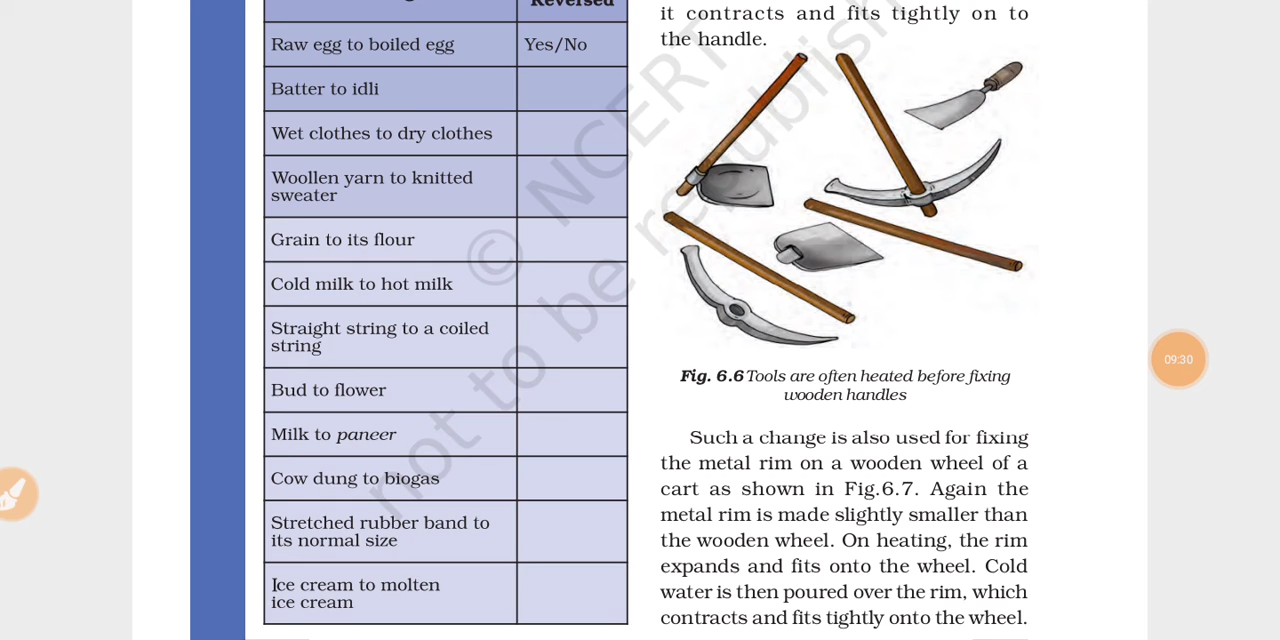 Reversed
Raw egg to boiled egg
Yes/No
Batter to idli
Wet clothes to dry clothes
Woollen yarn to knitted
sweater
Grain to its flour
Cold milk to hot milk
Straight string to a coiled
string
Bud to flower
Milk to paneer
Cow dung to biogas
Stretched rubber band to
its normal size
Ice cream to molten
ice cream
it contracts and fits tightly on to
the handle.
Fig. 6.6 Tools are often heated before fixing
wooden handles
Such a change is also used for fixing
the metal rim on a wooden wheel of a
cart as shown in Fig.6.7. Again the
metal rim is made slightly smaller than
the wooden wheel. On heating, the rim
expands and fits onto the wheel. Cold
water is then poured over the rim, which
contracts and fits tightly onto the wheel.
© NCERT
not to be republish
09:30